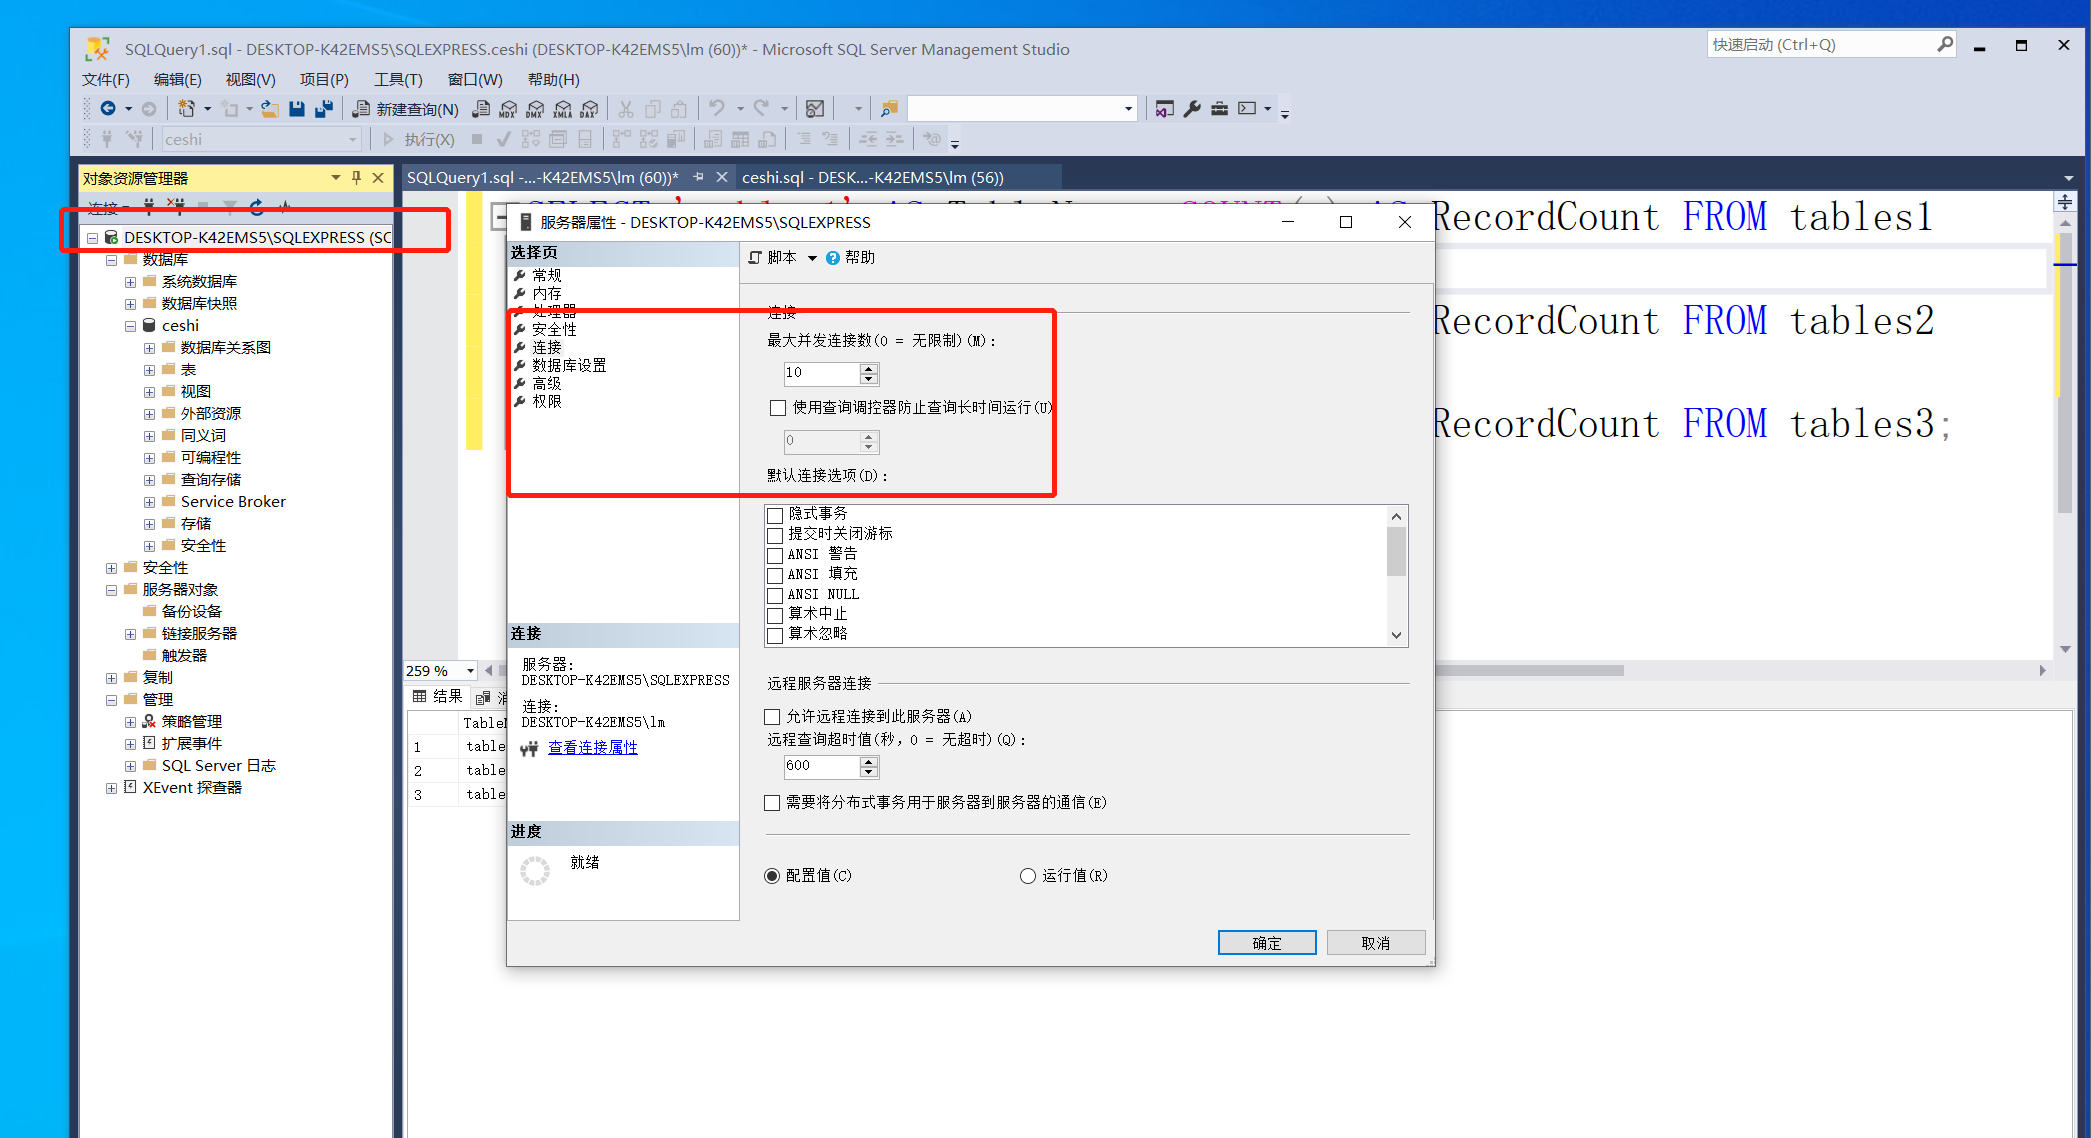 SQLQuery1.sql - DESKTOP-K42EMS5\SQLEXPRESS.ceshi (DESKTOP-K42EMS5\lm (60))* - Microsoft SQL Server Management Studio
快速启动 (Ctrl+Q)
文件(F) 编辑(E) 视图(V) 项目(P) 工具(T) 窗口(W) 帮助(H)
新建查询(N) MDX DMX XMLA DAX
ceshi 执行(X)
对象资源管理器
SQLQuery1.sql -...-K42EMS5\lm (60))* ceshi.sql - DESK...-K42EMS5\lm (56))
连接
DESKTOP-K42EMS5\SQLEXPRESS (SC
数据库
系统数据库
数据库快照
ceshi
数据库关系图
表
视图
外部资源
同义词
可编程性
查询存储
Service Broker
存储
安全性
安全性
服务器对象
备份设备
链接服务器
触发器
复制
管理
策略管理
扩展事件
SQL Server 日志
XEvent 探查器
RecordCount FROM tables1
RecordCount FROM tables2
RecordCount FROM tables3;
259 %
结果
1 table
2 table
3 table
服务器属性 - DESKTOP-K42EMS5\SQLEXPRESS
选择页
常规
内存
处理器
安全性
连接
数据库设置
高级
权限
连接
服务器:
DESKTOP-K42EMS5\SQLEXPRESS
连接:
DESKTOP-K42EMS5\lm
查看连接属性
进度
就绪
脚本 帮助
连接
最大并发连接数(0 = 无限制)(M):
10
使用查询调控器防止查询长时间运行(U)
0
默认连接选项(D):
隐式事务
提交时关闭游标
ANSI 警告
ANSI 填充
ANSI NULL
算术中止
算术忽略
远程服务器连接
允许远程连接到此服务器(A)
远程查询超时值(秒，0 = 无超时)(Q):
600
需要将分布式事务用于服务器到服务器的通信(E)
配置值(C) 运行值(R)
确定 取消